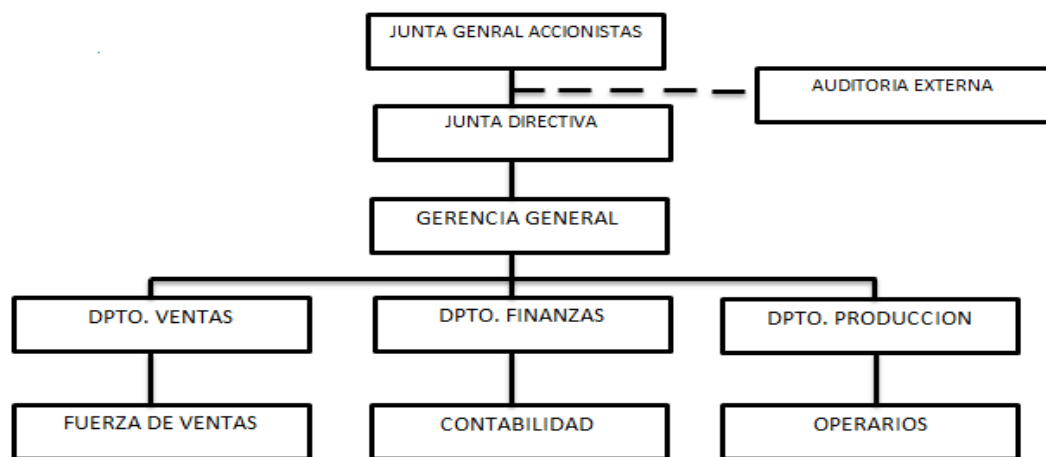 JUNTA GENRAL ACCIONISTAS
AUDITORIA EXTERNA
JUNTA DIRECTIVA
GERENCIA GENERAL
DPTO. VENTAS
DPTO. FINANZAS
DPTO. PRODUCCION
FUERZA DE VENTAS
CONTABILIDAD
OPERARIOS